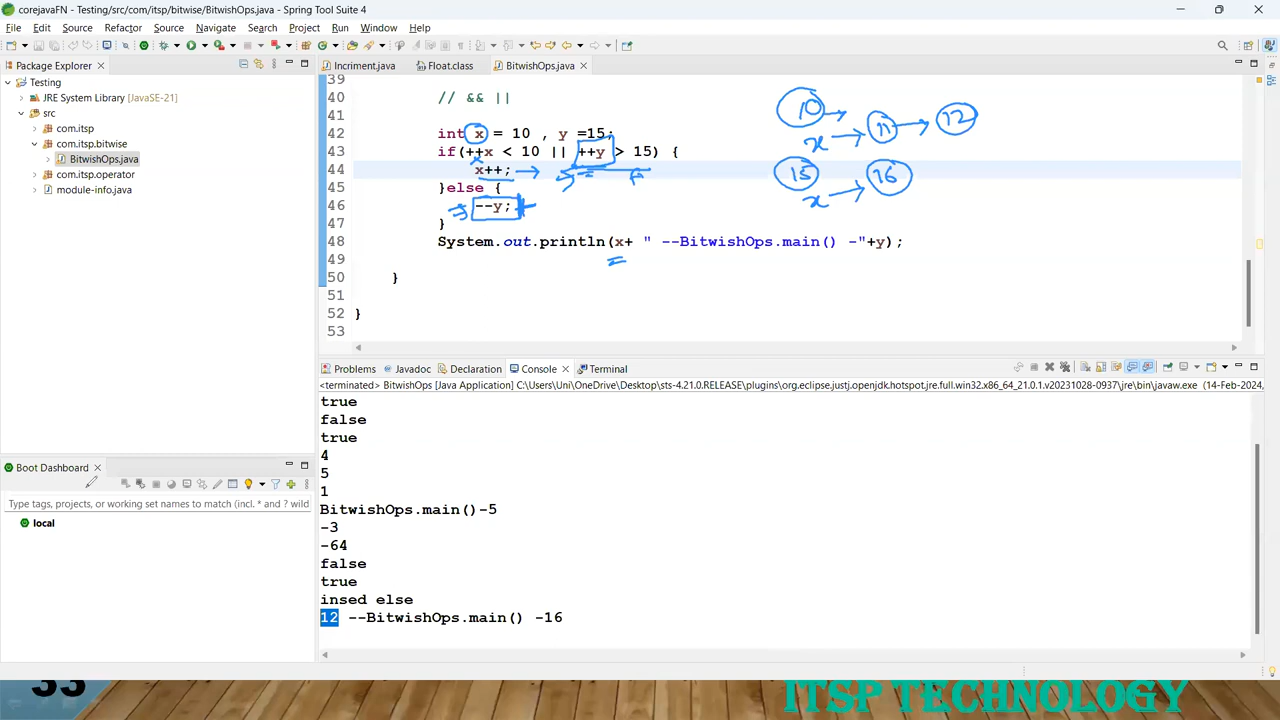 corejavaFN - Testing/src/com/itsp/bitwise/BitwishOps.java - Spring Tool Suite 4
File Edit Source Refactor Source Navigate Search Project Run Window Help
Package Explorer
Testing
JRE System Library [JavaSE-21]
src
com.itsp
com.itsp.bitwise
BitwishOps.java
com.itsp.operator
module-info.java
Boot Dashboard
Type tags, projects, or working set names to match (incl. * and ? wild
local
Incriment.java Float.class BitwishOps.java
39
40 // && ||
41
42 int x = 10 , y =15;
43 if(++x < 10 || ++y > 15) {
44 x++;
45 }else {
46 --y;
47 }
48 System.out.println(x+ " --BitwishOps.main() -"+y);
49
50 }
51
52 }
53
10
x 11 12
15 16
x
Problems Javadoc Declaration Console Terminal
<terminated> BitwishOps [Java Application] C:\Users\Uni\OneDrive\Desktop\sts-4.21.0.RELEASE\plugins\org.eclipse.justj.openjdk.hotspot.jre.full.win32.x86_64_21.0.1.v20231028-0937\jre\bin\javaw.exe (14-Feb-2024,
true
false
true
4
5
1
BitwishOps.main()-5
-3
-64
false
true
insed else
12 --BitwishOps.main() -16
33
ITSP TECHNOLOGY